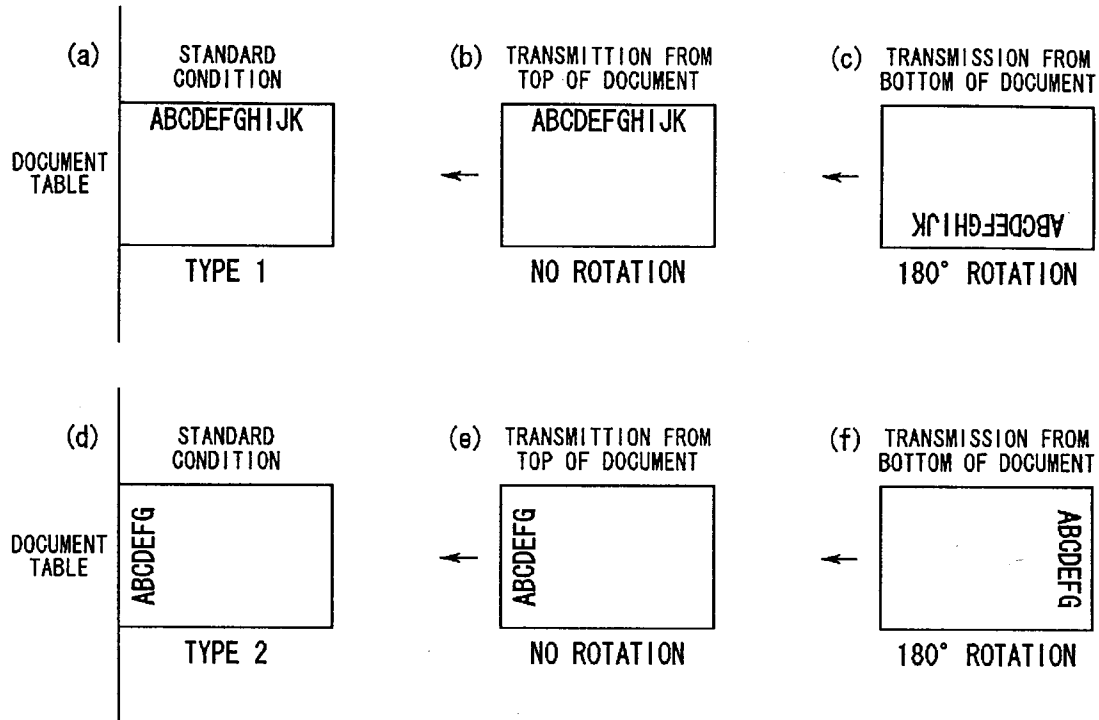 (a)
STANDARD
CONDITION
(b)
TRANSMITTION FROM
TOP OF DOCUMENT
(c)
TRANSMISSION FROM
BOTTOM OF DOCUMENT
DOCUMENT
TABLE
ABCDEFGHIJK
ABCDEFGHIJK
ABCDEFGHIJK
TYPE 1
NO ROTATION
180° ROTATION
(d)
STANDARD
CONDITION
(e)
TRANSMITTION FROM
TOP OF DOCUMENT
(f)
TRANSMISSION FROM
BOTTOM OF DOCUMENT
DOCUMENT
TABLE
ABCDEFG
ABCDEFG
ABCDEFG
TYPE 2
NO ROTATION
180° ROTATION